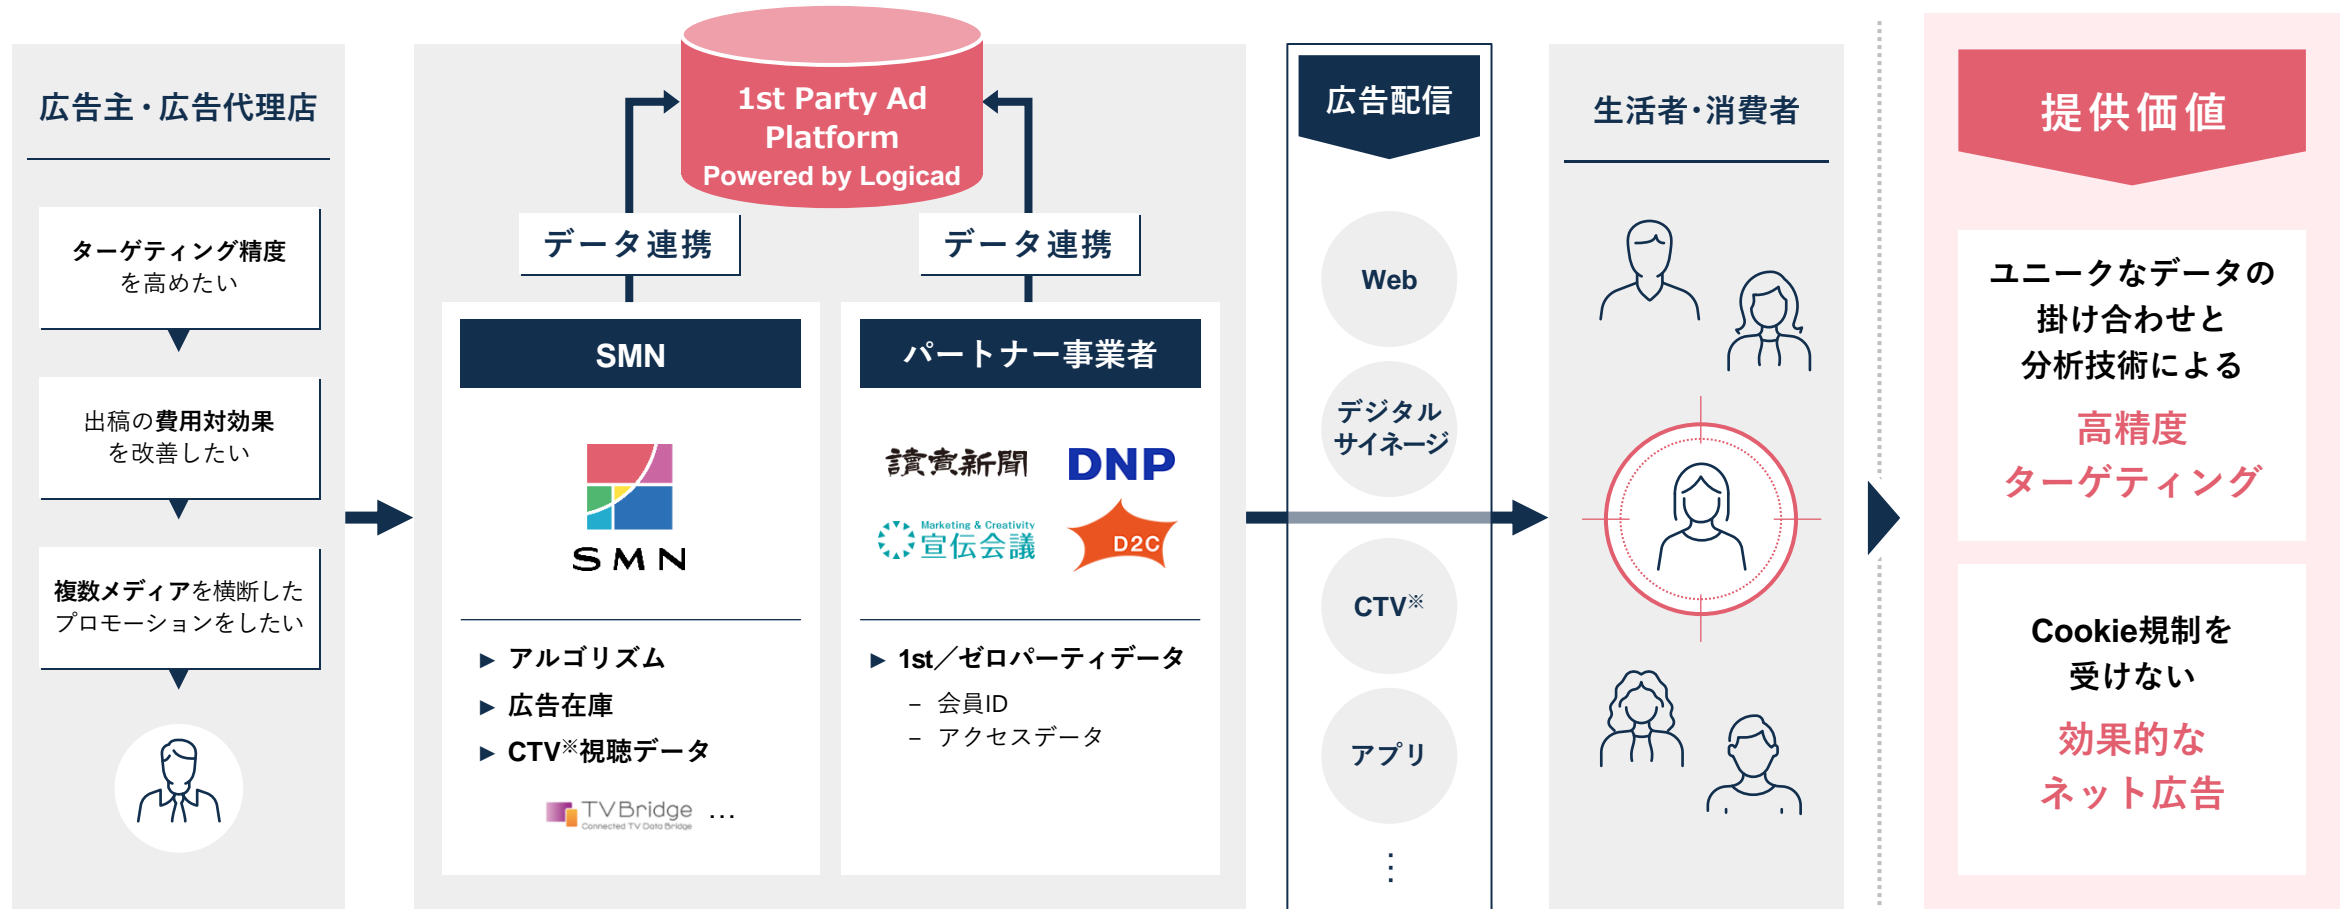 広告主・広告代理店
ターゲティング精度
を高めたい
出稿の費用対効果
を改善したい
複数メディアを横断した
プロモーションをしたい
1st Party Ad
Platform
Powered by Logicad
データ連携
データ連携
SMN
SMN
▶ アルゴリズム
▶ 広告在庫
▶ CTV※視聴データ
TVBridge
Connected TV Data Bridge
…
パートナー事業者
讀賣新聞
DNP
Marketing & Creativity
宣伝会議
D2C
▶ 1st／ゼロパーティデータ
– 会員ID
– アクセスデータ
広告配信
Web
デジタル
サイネージ
CTV※
アプリ
⋮
生活者・消費者
提供価値
ユニークなデータの
掛け合わせと
分析技術による
高精度
ターゲティング
Cookie規制を
受けない
効果的な
ネット広告